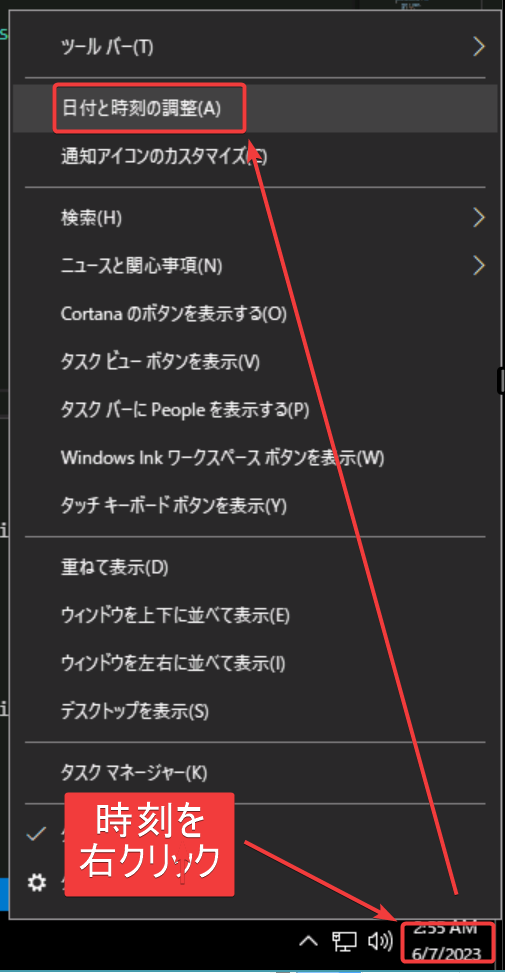 ツール バー(T)
日付と時刻の調整(A)
通知アイコンのカスタマイズ(C)
検索(H)
ニュースと関心事項(N)
Cortana のボタンを表示する(O)
タスク ビュー ボタンを表示(V)
タスク バーに People を表示する(P)
Windows Ink ワークスペース ボタンを表示(W)
タッチ キーボード ボタンを表示(Y)
重ねて表示(D)
ウィンドウを上下に並べて表示(E)
ウィンドウを左右に並べて表示(I)
デスクトップを表示(S)
タスク マネージャー(K)
時刻を
右クリック
2:55 AM
6/7/2023